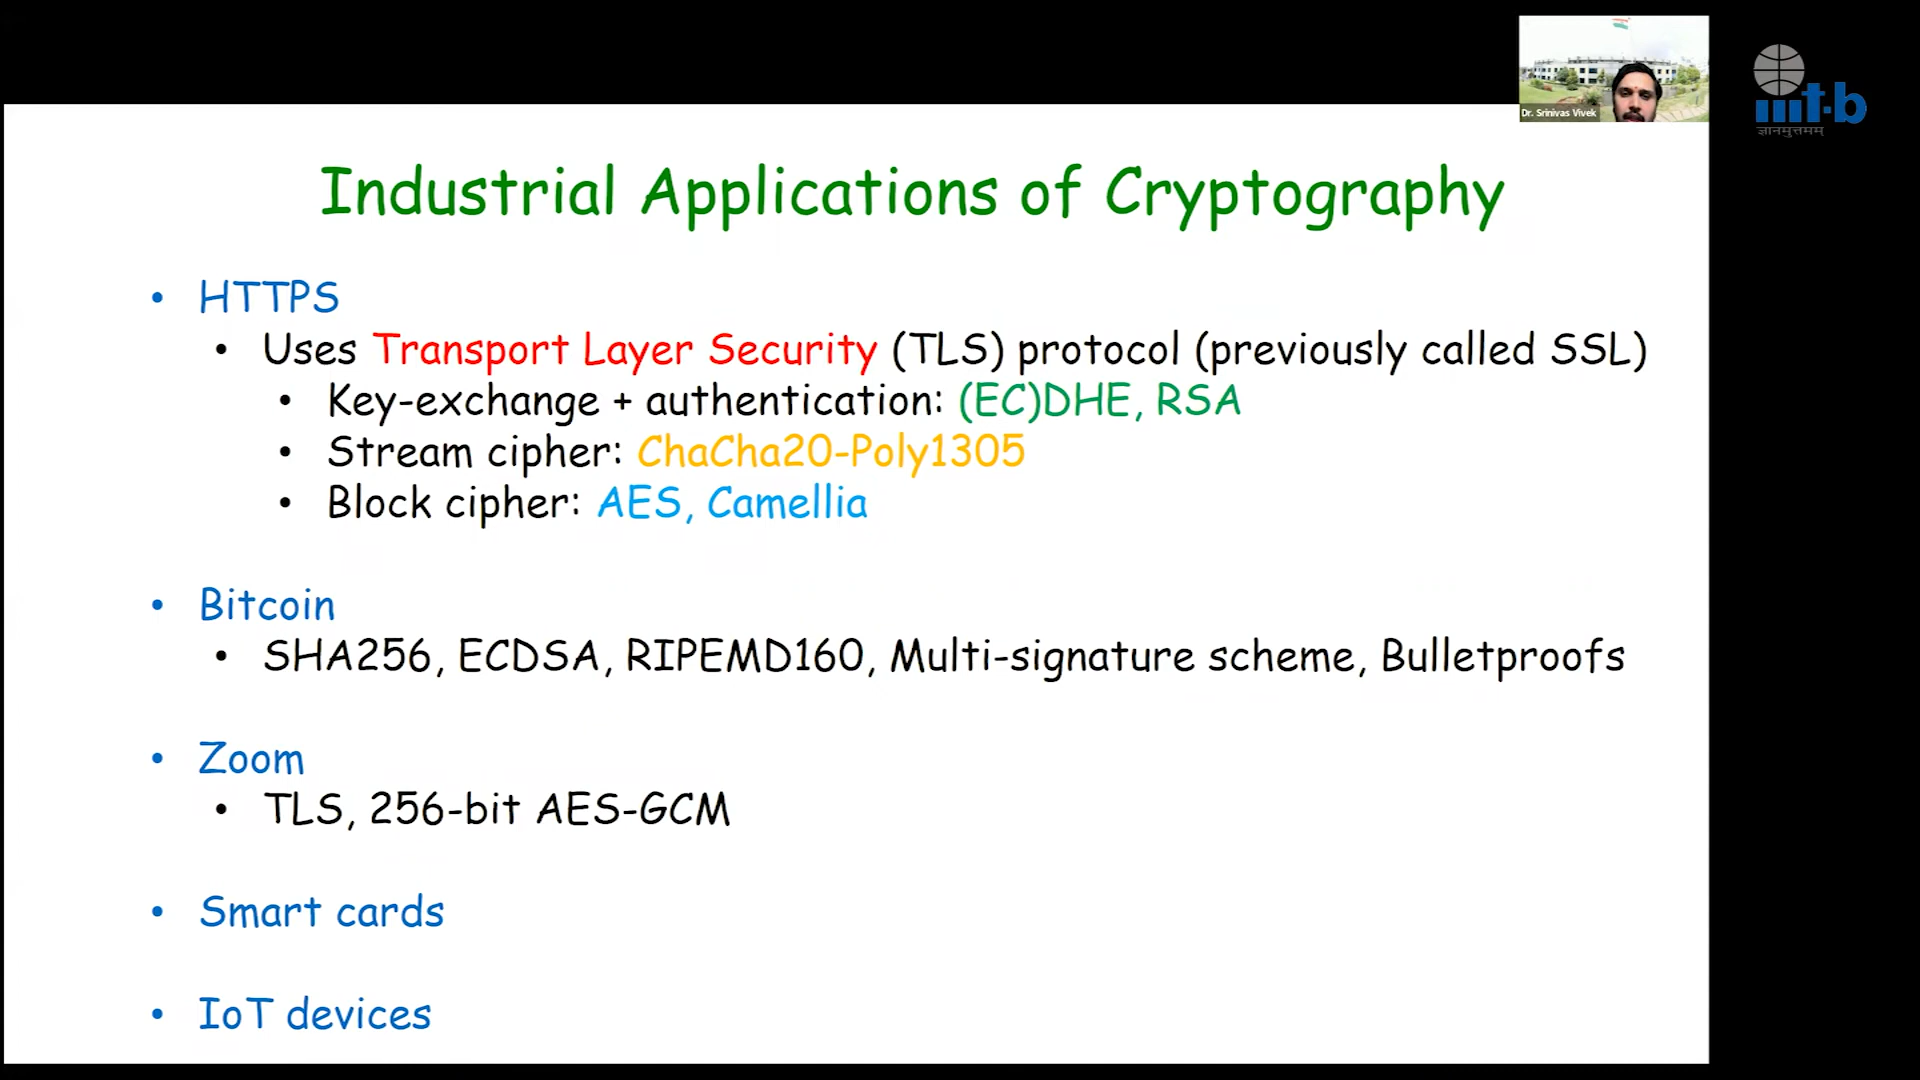 Dr. Srinivas Vivek
iiit-b
ज्ञानमुत्तमम्
Industrial Applications of Cryptography
• HTTPS
• Uses Transport Layer Security (TLS) protocol (previously called SSL)
• Key-exchange + authentication: (EC)DHE, RSA
• Stream cipher: ChaCha20-Poly1305
• Block cipher: AES, Camellia
• Bitcoin
• SHA256, ECDSA, RIPEMD160, Multi-signature scheme, Bulletproofs
• Zoom
• TLS, 256-bit AES-GCM
• Smart cards
• IoT devices